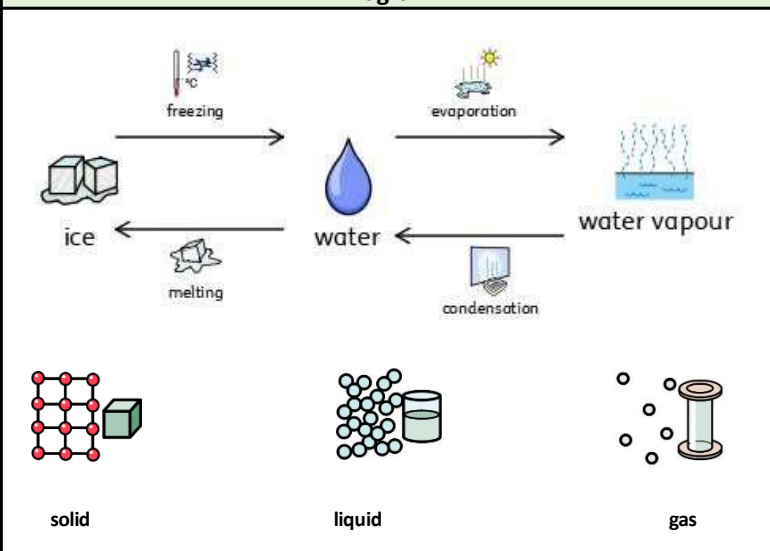 freezing
evaporation
°C
ice
water
water vapour
melting
condensation
solid
liquid
gas